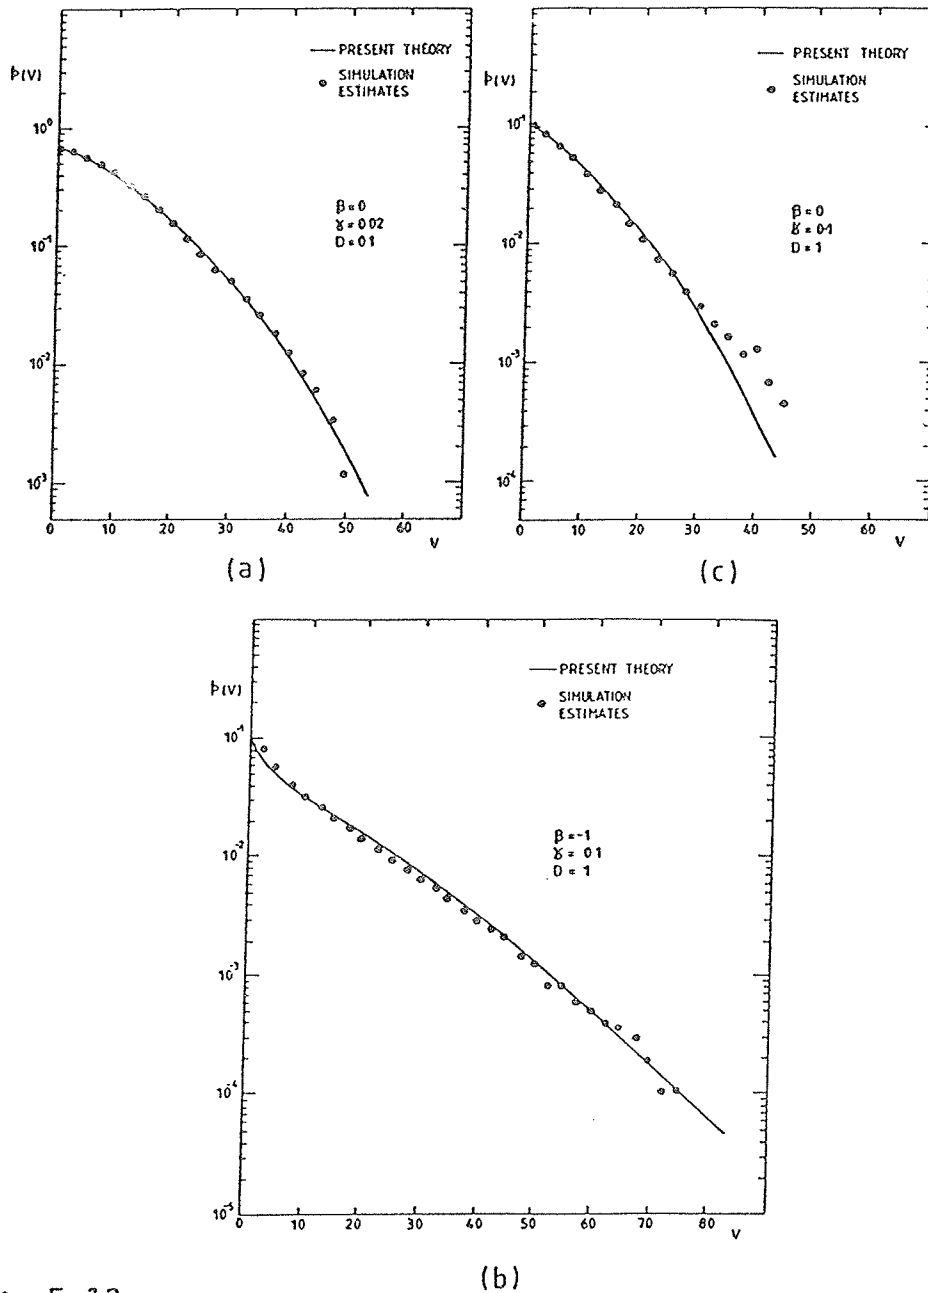 þ(V)
— PRESENT THEORY
SIMULATION
ESTIMATES
10⁰
10⁻¹
10⁻²
10⁻³
β = 0
ɣ = 0.02
D = 0.1
0 10 20 30 40 50 60
V
(a)
þ(V)
— PRESENT THEORY
SIMULATION
ESTIMATES
10⁻¹
10⁻²
10⁻³
10⁻⁴
β = 0
ɣ = 0.1
D = 1
0 10 20 30 40 50 60
V
(c)
þ(V)
— PRESENT THEORY
SIMULATION
ESTIMATES
10⁻¹
10⁻²
10⁻³
10⁻⁴
10⁻⁵
β = -1
ɣ = 0.1
D = 1
0 10 20 30 40 50 60 70 80
V
(b)